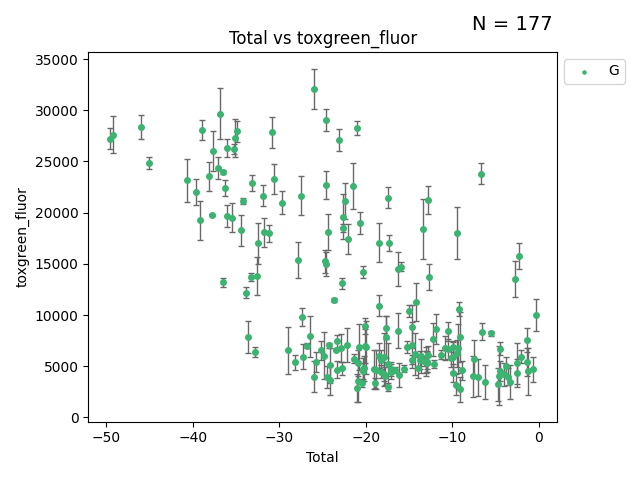 N = 177
Total vs toxgreen_fluor
G
35000
30000
25000
20000
15000
10000
5000
0
toxgreen_fluor
−50 −40 −30 −20 −10 0
Total